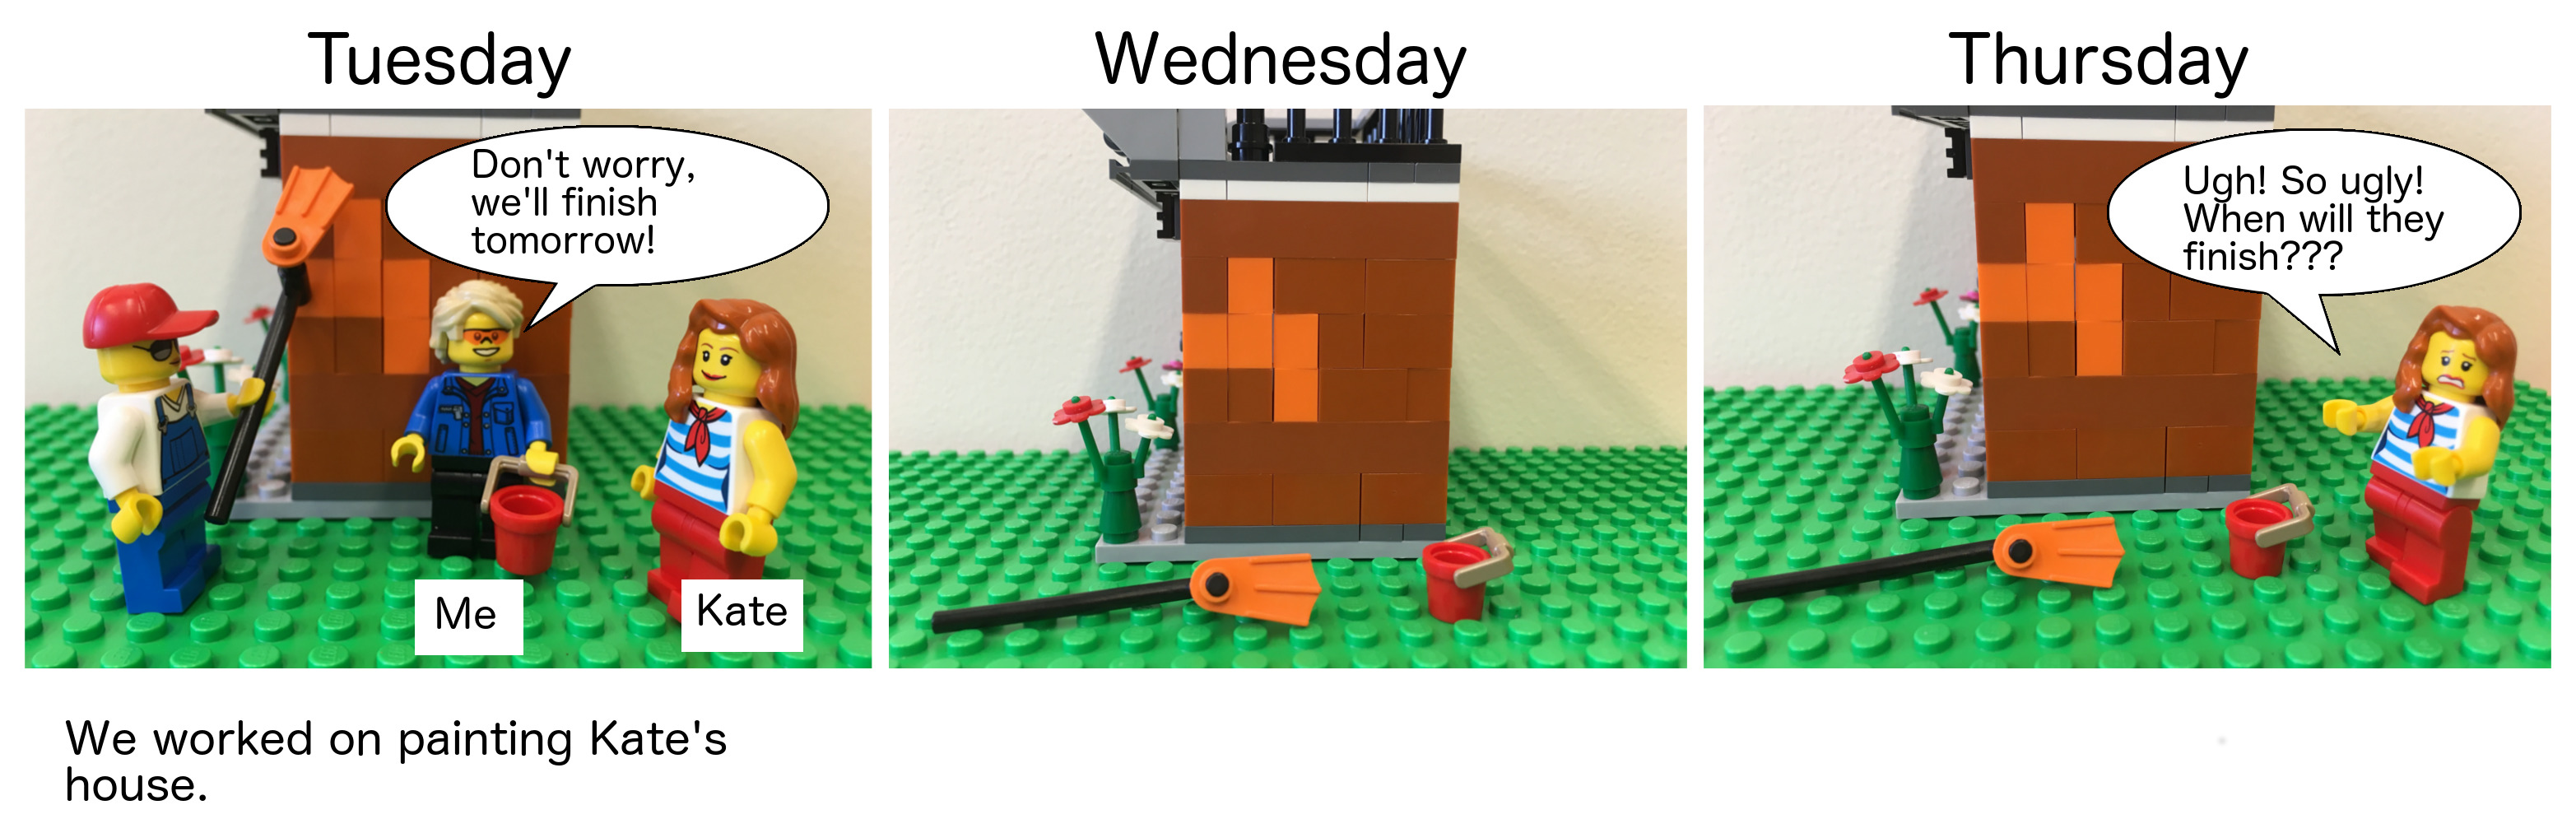 Tuesday
Don't worry,
we'll finish
tomorrow!
Me
Kate
We worked on painting Kate's
house.
Wednesday
Thursday
Ugh! So ugly!
When will they
finish???